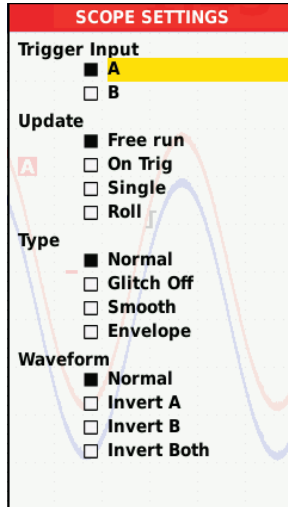 SCOPE SETTINGS
Trigger Input
A
B
Update
Free run
On Trig
A
Single
Roll
Type
Normal
Glitch Off
Smooth
Envelope
Waveform
Normal
Invert A
Invert B
Invert Both